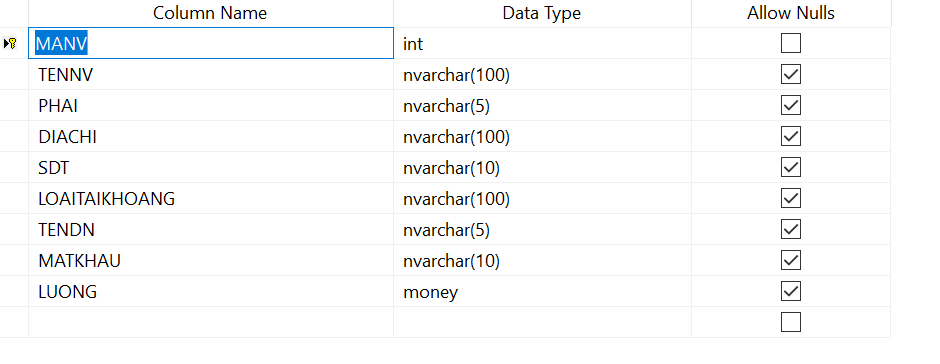 Column Name Data Type Allow Nulls
MANV int
TENNV nvarchar(100)
PHAI nvarchar(5)
DIACHI nvarchar(100)
SDT nvarchar(10)
LOAITAIKHOANG nvarchar(100)
TENDN nvarchar(5)
MATKHAU nvarchar(10)
LUONG money